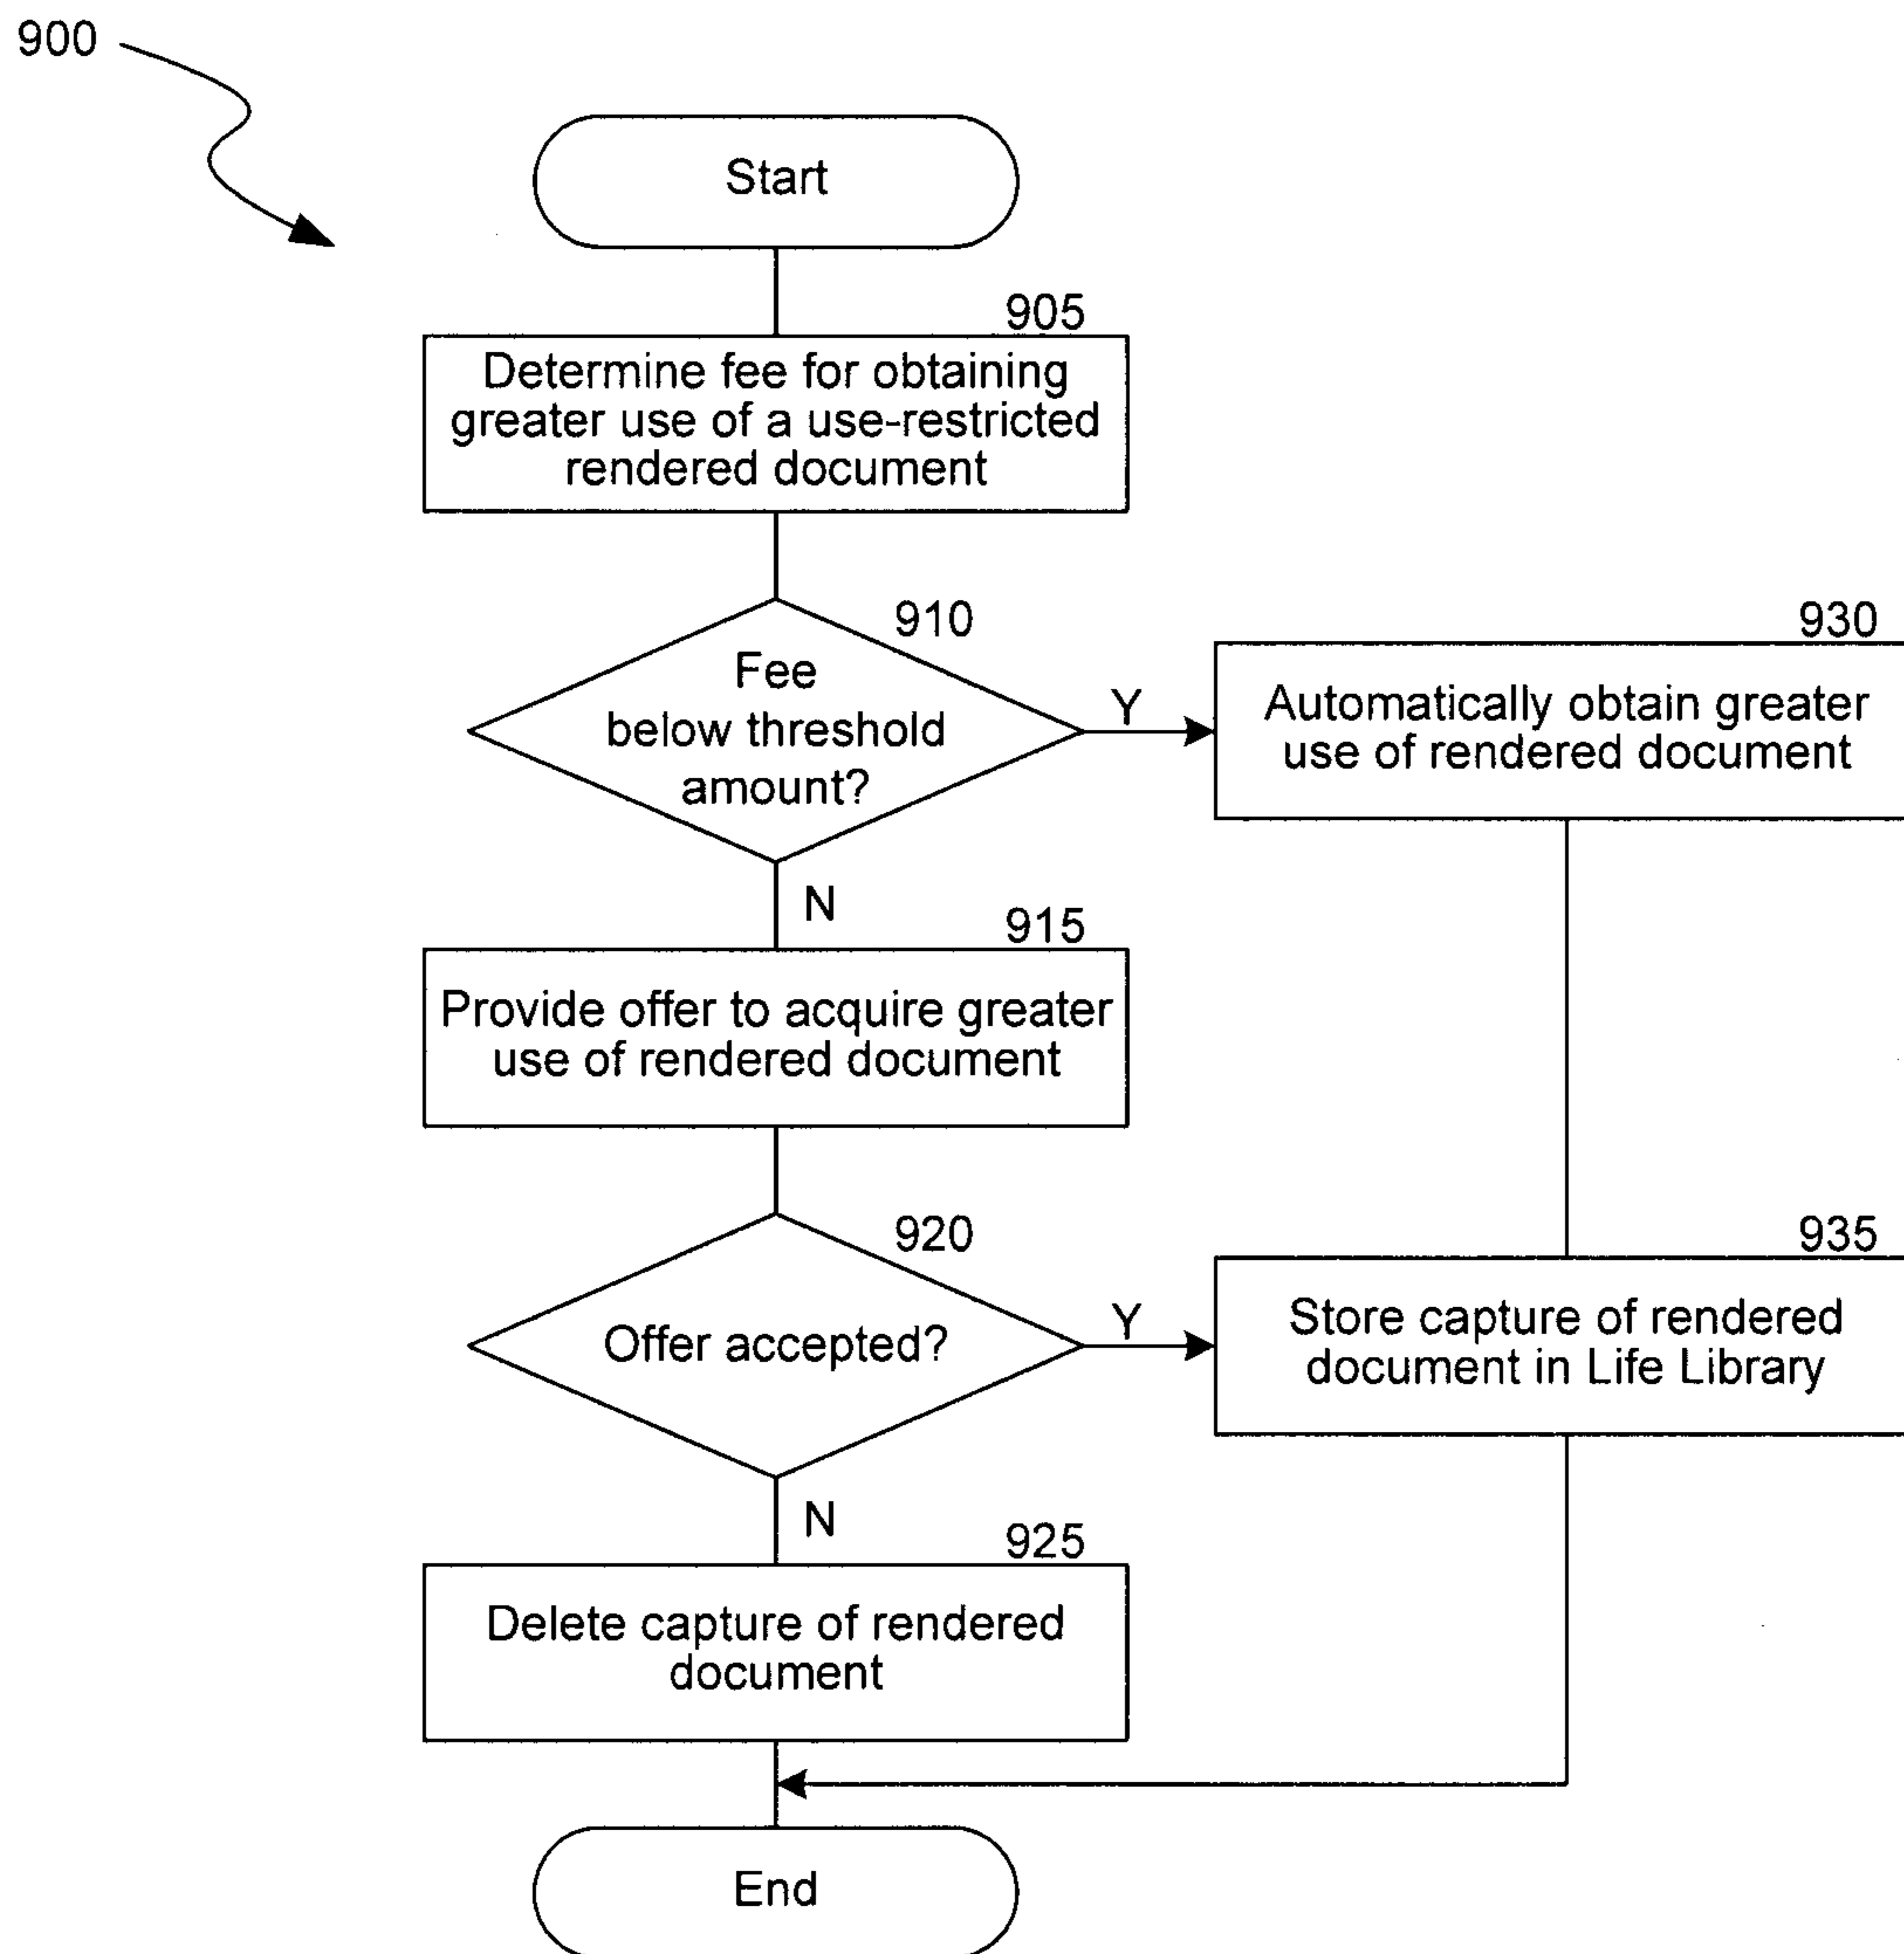 900
Start
905
Determine fee for obtaining
greater use of a use-restricted
rendered document
910
Fee
below threshold
amount?
Y
930
Automatically obtain greater
use of rendered document
N
915
Provide offer to acquire greater
use of rendered document
920
Offer accepted?
Y
935
Store capture of rendered
document in Life Library
N
925
Delete capture of rendered
document
End